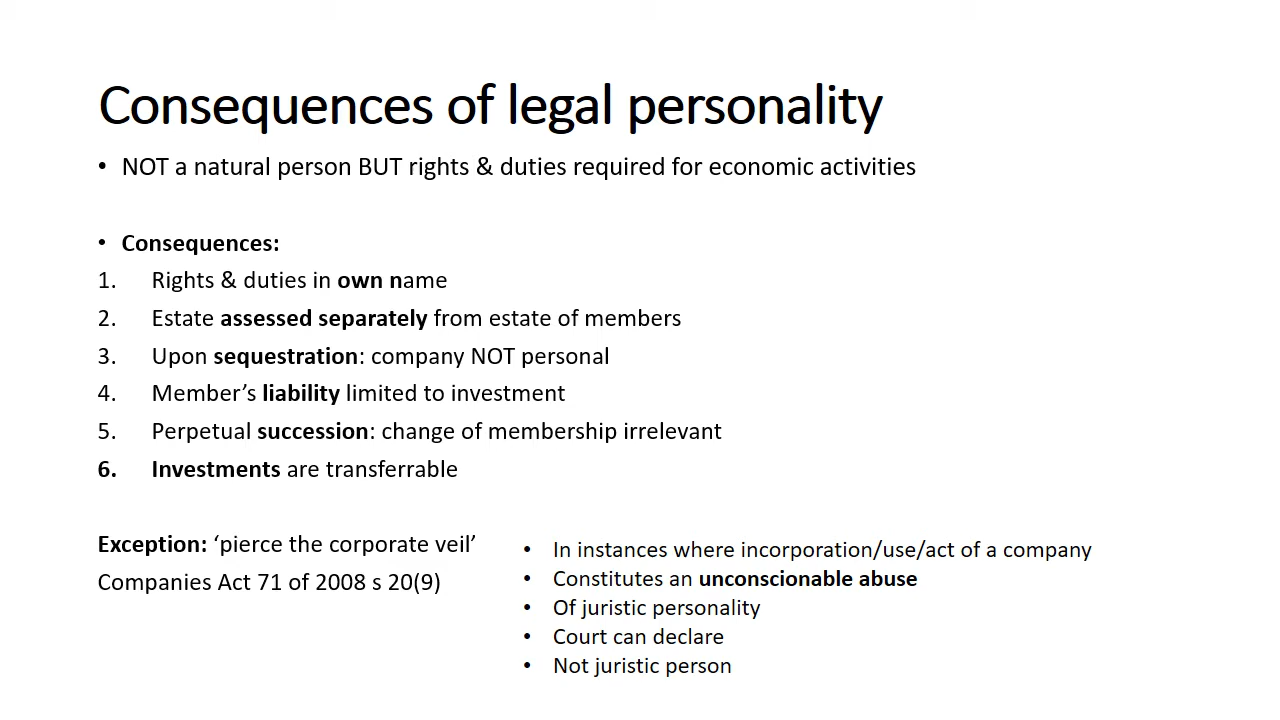 Consequences of legal personality
• NOT a natural person BUT rights & duties required for economic activities
• Consequences:
1. Rights & duties in own name
2. Estate assessed separately from estate of members
3. Upon sequestration: company NOT personal
4. Member’s liability limited to investment
5. Perpetual succession: change of membership irrelevant
6. Investments are transferrable
Exception: ‘pierce the corporate veil’
Companies Act 71 of 2008 s 20(9)
• In instances where incorporation/use/act of a company
• Constitutes an unconscionable abuse
• Of juristic personality
• Court can declare
• Not juristic person